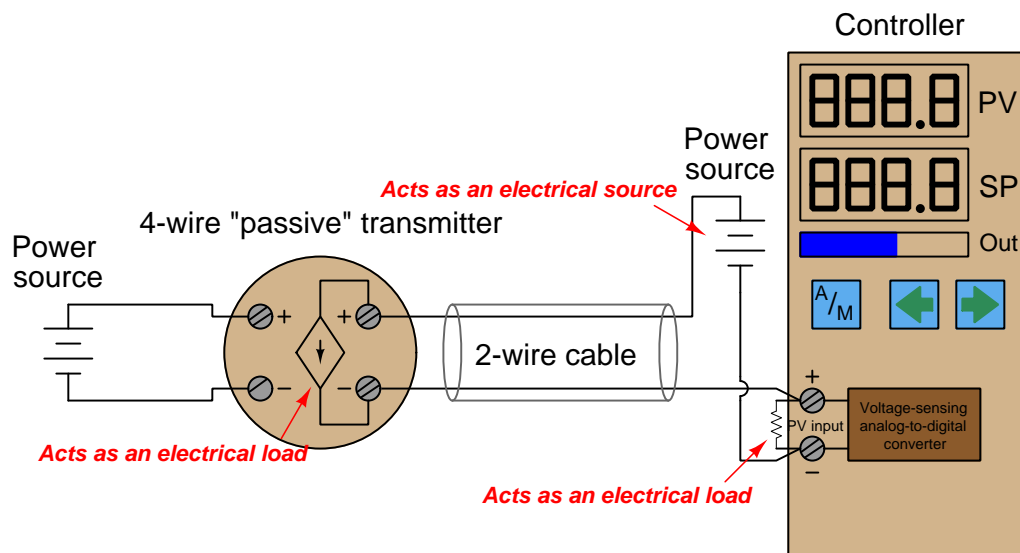 Controller
888.8
PV
888.8
SP
Out
A/M
Power
source
Acts as an electrical source
4-wire "passive" transmitter
Power
source
+
-
+
-
2-wire cable
Acts as an electrical load
+
PV input
-
Voltage-sensing
analog-to-digital
converter
Acts as an electrical load